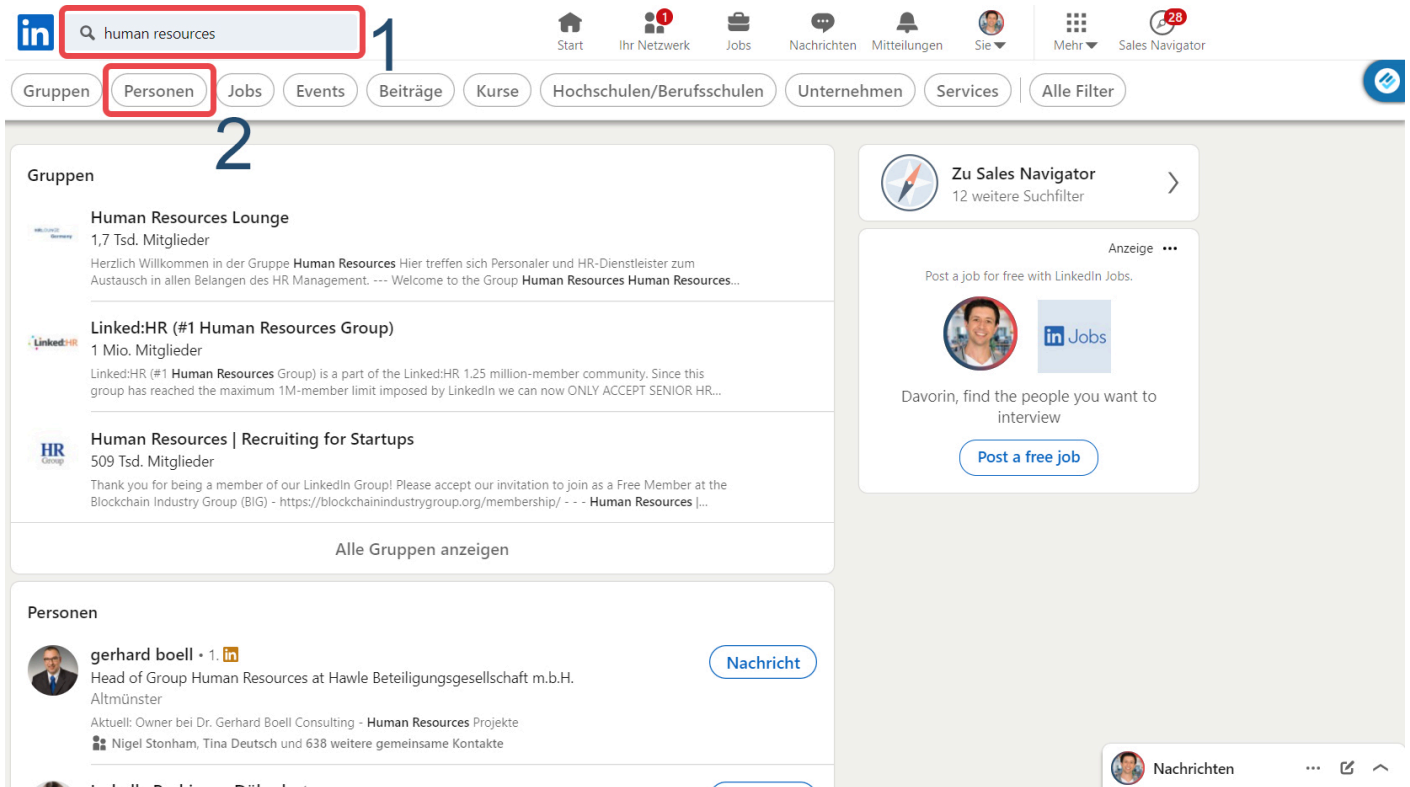 in
human resources
1
Start
1
Ihr Netzwerk
Jobs
Nachrichten
Mitteilungen
Sie
Mehr
28
Sales Navigator
Gruppen
Personen
Jobs
Events
Beiträge
Kurse
Hochschulen/Berufsschulen
Unternehmen
Services
Alle Filter
2
Gruppen
Human Resources Lounge
1,7 Tsd. Mitglieder
Herzlich Willkommen in der Gruppe Human Resources Hier treffen sich Personaler und HR-Dienstleister zum
Austausch in allen Belangen des HR Management. --- Welcome to the Group Human Resources Human Resources...
Linked:HR
Linked:HR (#1 Human Resources Group)
1 Mio. Mitglieder
Linked:HR (#1 Human Resources Group) is a part of the Linked:HR 1.25 million-member community. Since this
group has reached the maximum 1M-member limit imposed by LinkedIn we can now ONLY ACCEPT SENIOR HR...
HR
Group
Human Resources | Recruiting for Startups
509 Tsd. Mitglieder
Thank you for being a member of our LinkedIn Group! Please accept our invitation to join as a Free Member at the
Blockchain Industry Group (BIG) - https://blockchainindustrygroup.org/membership/ - - - Human Resources |...
Alle Gruppen anzeigen
Personen
gerhard boell • 1. in
Head of Group Human Resources at Hawle Beteiligungsgesellschaft m.b.H.
Altmünster
Aktuell: Owner bei Dr. Gerhard Boell Consulting - Human Resources Projekte
Nigel Stonham, Tina Deutsch und 638 weitere gemeinsame Kontakte
Nachricht
Zu Sales Navigator
12 weitere Suchfilter
Anzeige •••
Post a job for free with LinkedIn Jobs.
in Jobs
Davorin, find the people you want to
interview
Post a free job
Nachrichten